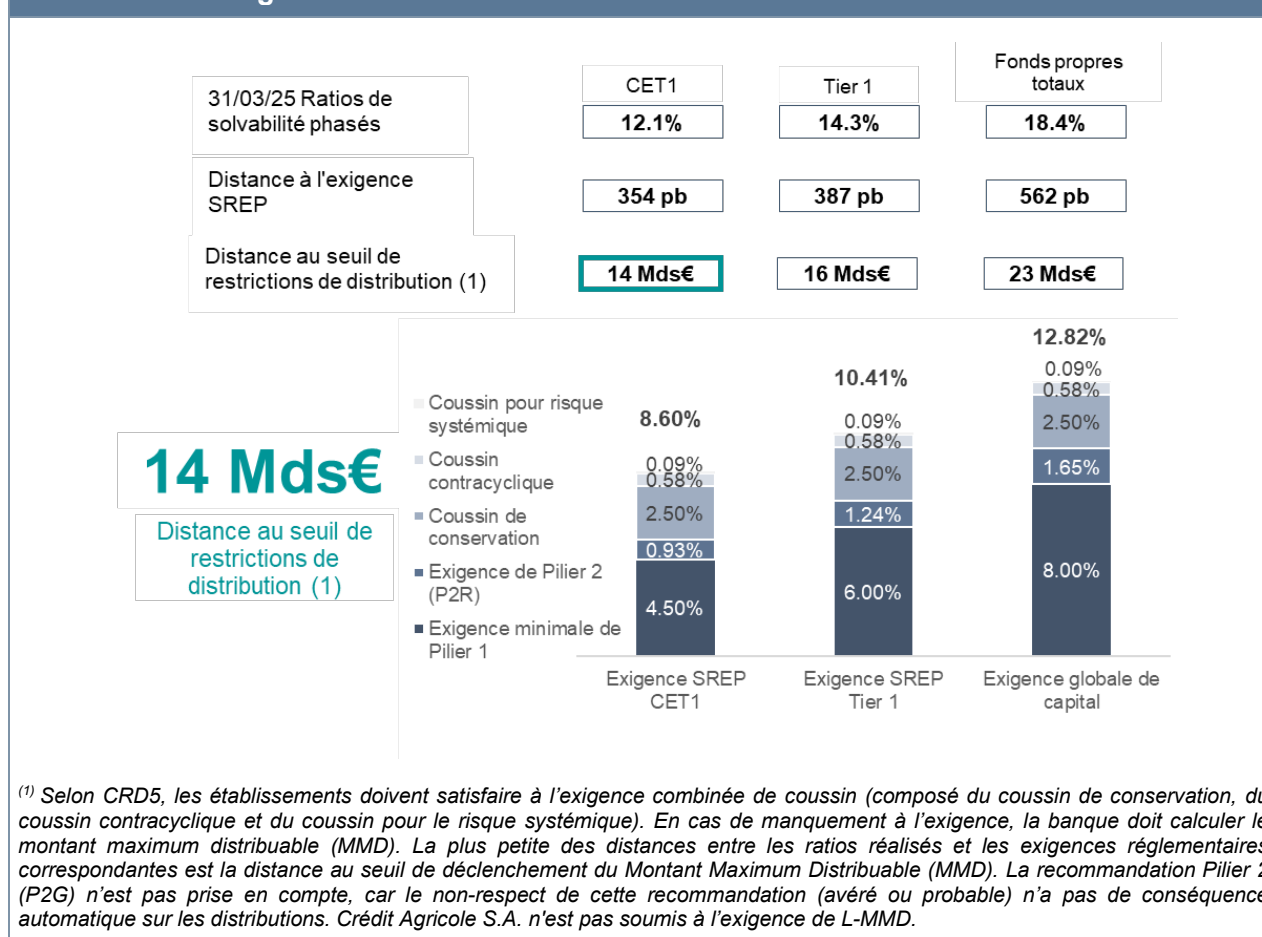 CET1
Tier 1
Fonds propres
totaux
31/03/25 Ratios de
solvabilité phasés
12.1%
14.3%
18.4%
Distance à l'exigence
SREP
354 pb
387 pb
562 pb
Distance au seuil de
restrictions de distribution (1)
14 Mds€
16 Mds€
23 Mds€
14 Mds€
Distance au seuil de
restrictions de
distribution (1)
Coussin pour risque
systémique
Coussin
contracyclique
Coussin de
conservation
Exigence de Pilier 2
(P2R)
Exigence minimale de
Pilier 1
8.60%
0.09%
0.58%
2.50%
0.93%
4.50%
Exigence SREP
CET1
10.41%
0.09%
0.58%
2.50%
1.24%
6.00%
Exigence SREP
Tier 1
12.82%
0.09%
0.58%
2.50%
1.65%
8.00%
Exigence globale de
capital
(1) Selon CRD5, les établissements doivent satisfaire à l’exigence combinée de coussin (composé du coussin de conservation, du
coussin contracyclique et du coussin pour le risque systémique). En cas de manquement à l’exigence, la banque doit calculer le
montant maximum distribuable (MMD). La plus petite des distances entre les ratios réalisés et les exigences réglementaires
correspondantes est la distance au seuil de déclenchement du Montant Maximum Distribuable (MMD). La recommandation Pilier 2
(P2G) n’est pas prise en compte, car le non-respect de cette recommandation (avéré ou probable) n’a pas de conséquence
automatique sur les distributions. Crédit Agricole S.A. n'est pas soumis à l’exigence de L-MMD.